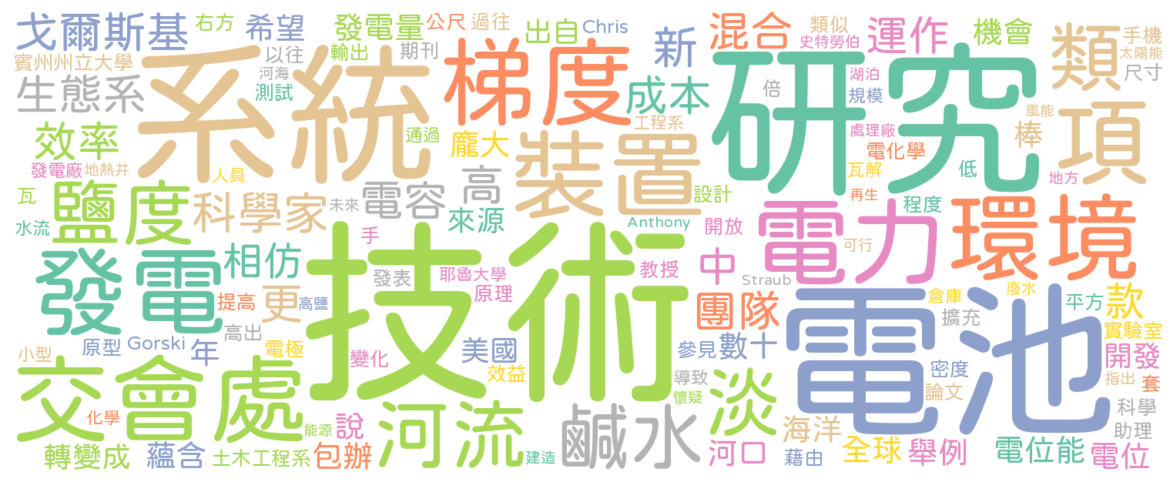 戈爾斯基
右方
希望
發電量
公尺
過往
出自
Chris
新
混合
類似
史特勞伯
運作
機會
類
手機
太陽能
尺寸
賓州州立大學
以往
輸出
期刊
河海
測試
生態系
系統
梯度
成本
研究
倍
湖泊
規模
風能
項
效率
通過
龐大
工程系
裝置
處理廠
電化學
棒
發電廠
地熱井
人員
瓦解
低
地方
瓦
鹽度
科學家
未來
電容
高
設計
再生
程度
水流
來源
Anthony
開放
電力
環境
手
發電
相仿
技術
中
可行
發表
耶魯大學
原理
教授
Straub
提高
高鹽
更
團隊
電池
倉庫
廢水
平方
款
擴充
高出
原型
Gorski
年
電極
小型
變化
美國
參見
數十
實驗室
開發
密度
效益
導致
淡
論文
指出
套
懷疑
交會處
化學
能源
說
河流
鹹水
海洋
科學
助理
轉變成
蘊含
土木工程系
包辦
建造
河口
藉由
全球
舉例
電位能
電位